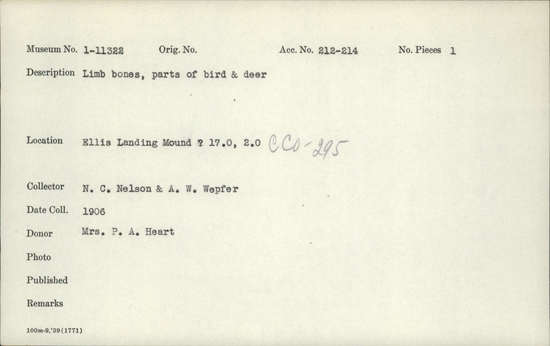 Museum No. 1-11322 Orig. No. Acc. No. 212-214 No. Pieces 1
Description Limb bones, parts of bird & deer
Location Ellis Landing Mound ? 17.0, 2.0 CCO-295
Collector N. C. Nelson & A. W. Wepfer
Date Coll. 1906
Donor Mrs. P. A. Heart
Photo
Published
Remarks
100m-9,'39(1771)